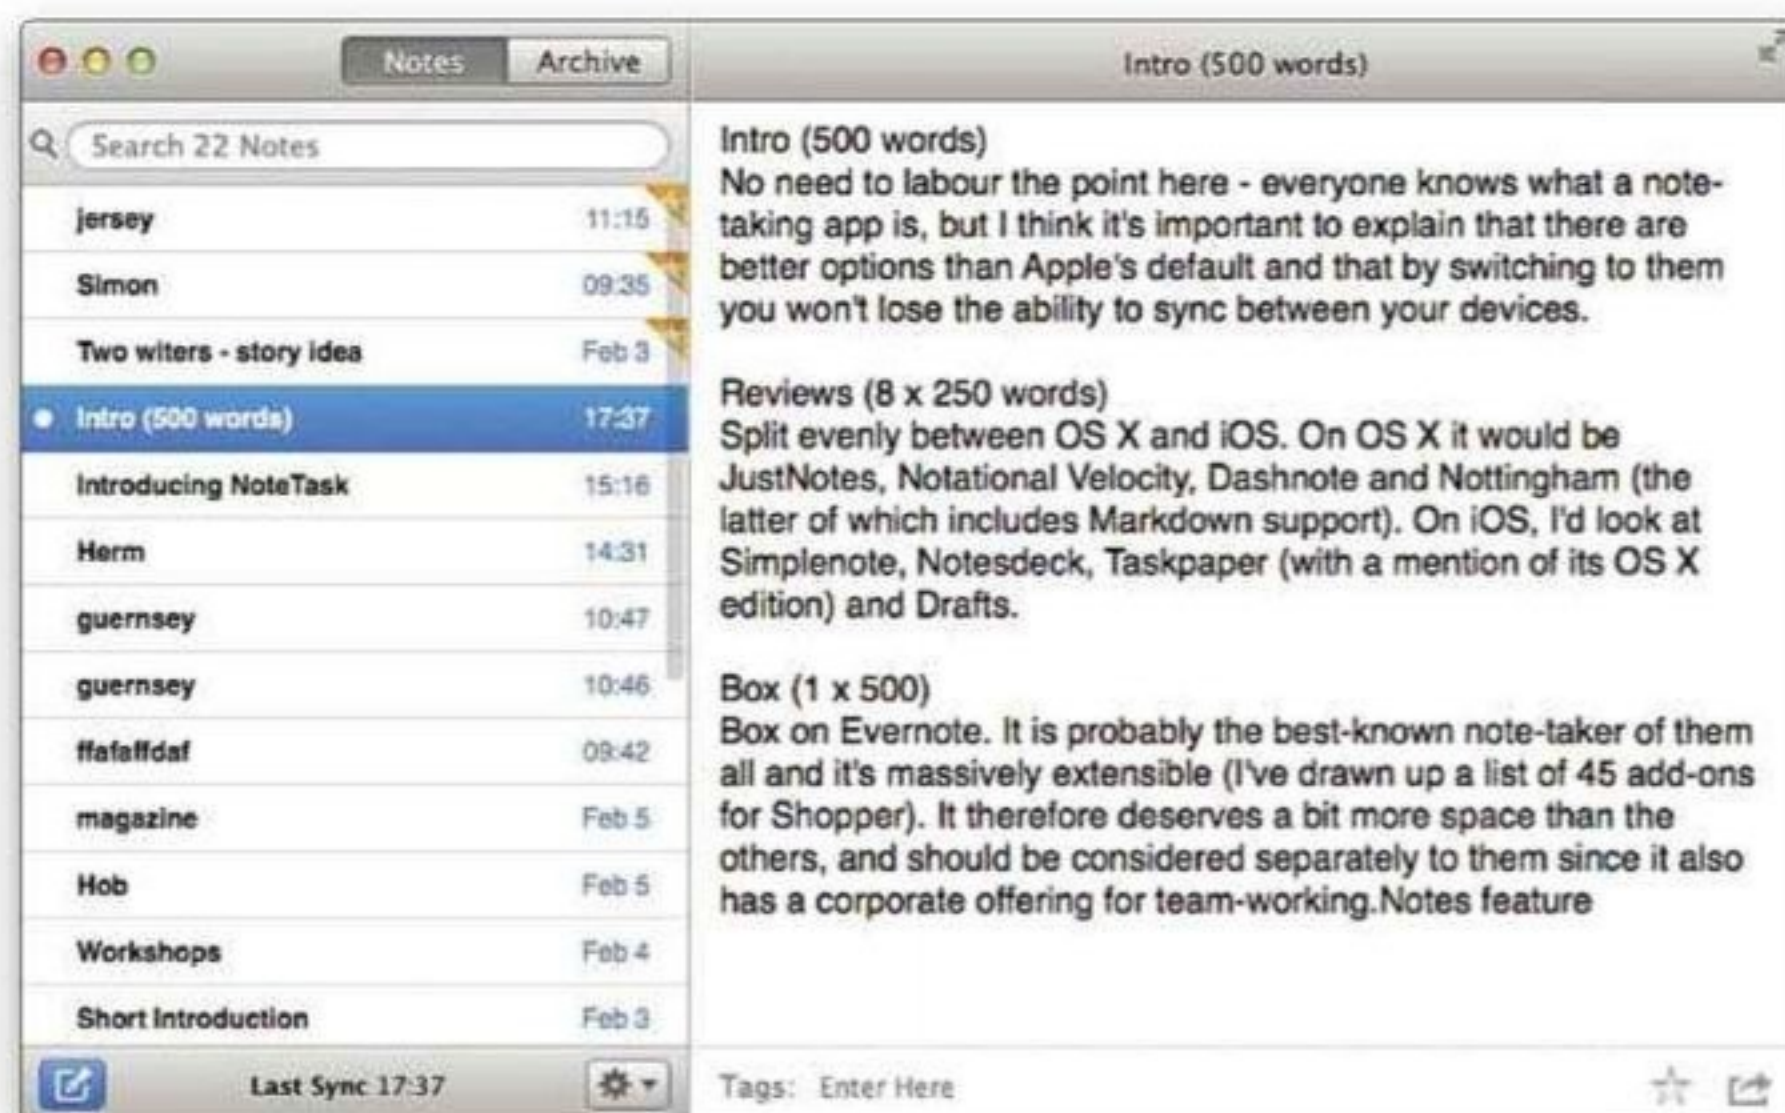 Notes Archive
Intro (500 words)
Search 22 Notes
jersey 11:15
Simon 09:35
Two witers - story idea Feb 3
Intro (500 words) 17:37
Introducing NoteTask 15:16
Herm 14:31
guernsey 10:47
guernsey 10:46
ffafaffdaf 09:42
magazine Feb 5
Hob Feb 5
Workshops Feb 4
Short Introduction Feb 3
Last Sync 17:37
Intro (500 words)
No need to labour the point here - everyone knows what a note-
taking app is, but I think it's important to explain that there are
better options than Apple's default and that by switching to them
you won't lose the ability to sync between your devices.
Reviews (8 x 250 words)
Split evenly between OS X and iOS. On OS X it would be
JustNotes, Notational Velocity, Dashnote and Nottingham (the
latter of which includes Markdown support). On iOS, I'd look at
Simplenote, Notesdeck, Taskpaper (with a mention of its OS X
edition) and Drafts.
Box (1 x 500)
Box on Evernote. It is probably the best-known note-taker of them
all and it's massively extensible (I've drawn up a list of 45 add-ons
for Shopper). It therefore deserves a bit more space than the
others, and should be considered separately to them since it also
has a corporate offering for team-working.Notes feature
Tags: Enter Here